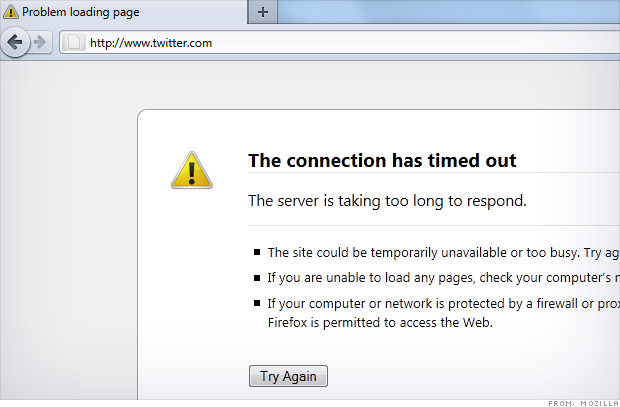 Problem loading page
http://www.twitter.com
The connection has timed out
The server is taking too long to respond.
The site could be temporarily unavailable or too busy. Try
If you are unable to load any pages, check your computer's
If your computer or network is protected by a firewall or
Firefox is permitted to access the Web.
Try Again
FROM: MOZILLA